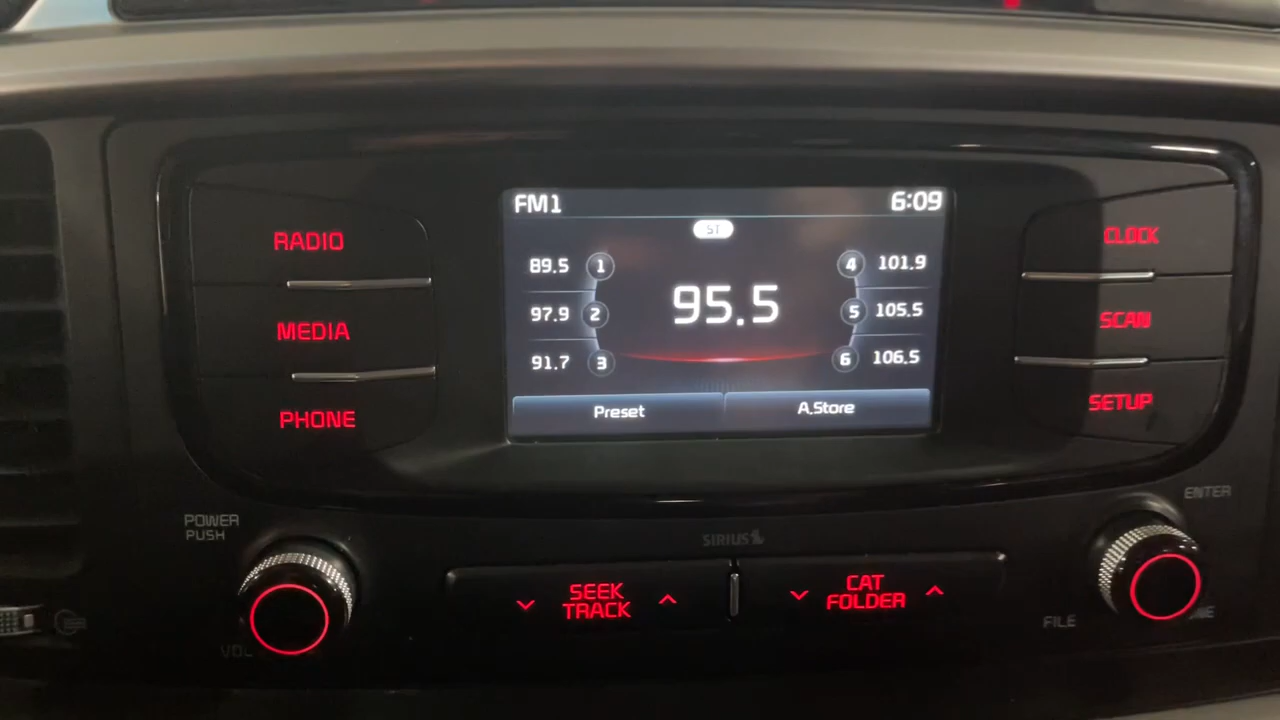 FM1 6:09
ST
89.5 1
97.9 2
91.7 3
95.5
4 101.9
5 105.5
6 106.5
Preset A.Store
RADIO
MEDIA
PHONE
CLOCK
SCAN
SETUP
POWER
PUSH
VOL
SIRIUS
SEEK
TRACK
CAT
FOLDER
ENTER
FILE